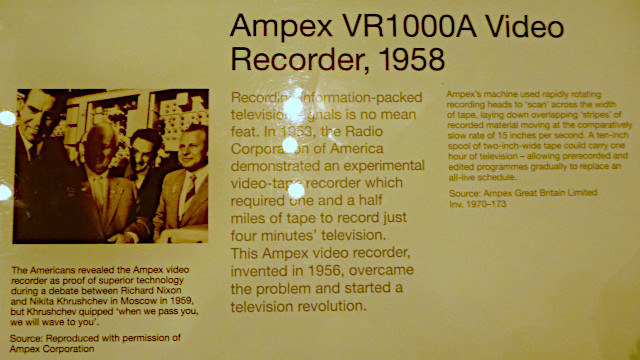 Ampex VR1000A Video
Recorder, 1958
Recording information-packed
television signals is no mean
feat. In 1953, the Radio
Corporation of America
demonstrated an experimental
video-tape recorder which
required one and a half
miles of tape to record just
four minutes' television.
This Ampex video recorder,
invented in 1956, overcame
the problem and started a
television revolution.
Ampex's machine used rapidly rotating
recording heads to 'scan' across the width
of tape, laying down overlapping 'stripes' of
recorded material moving at the comparatively
slow rate of 15 inches per second. A ten-inch
spool of two-inch-wide tape could carry one
hour of television – allowing prerecorded and
edited programmes gradually to replace an
all-live schedule.
Source: Ampex Great Britain Limited
Inv. 1970–173
The Americans revealed the Ampex video
recorder as proof of superior technology
during a debate between Richard Nixon
and Nikita Khrushchev in Moscow in 1959,
but Khrushchev quipped 'when we pass you,
we will wave to you'.
Source: Reproduced with permission of
Ampex Corporation